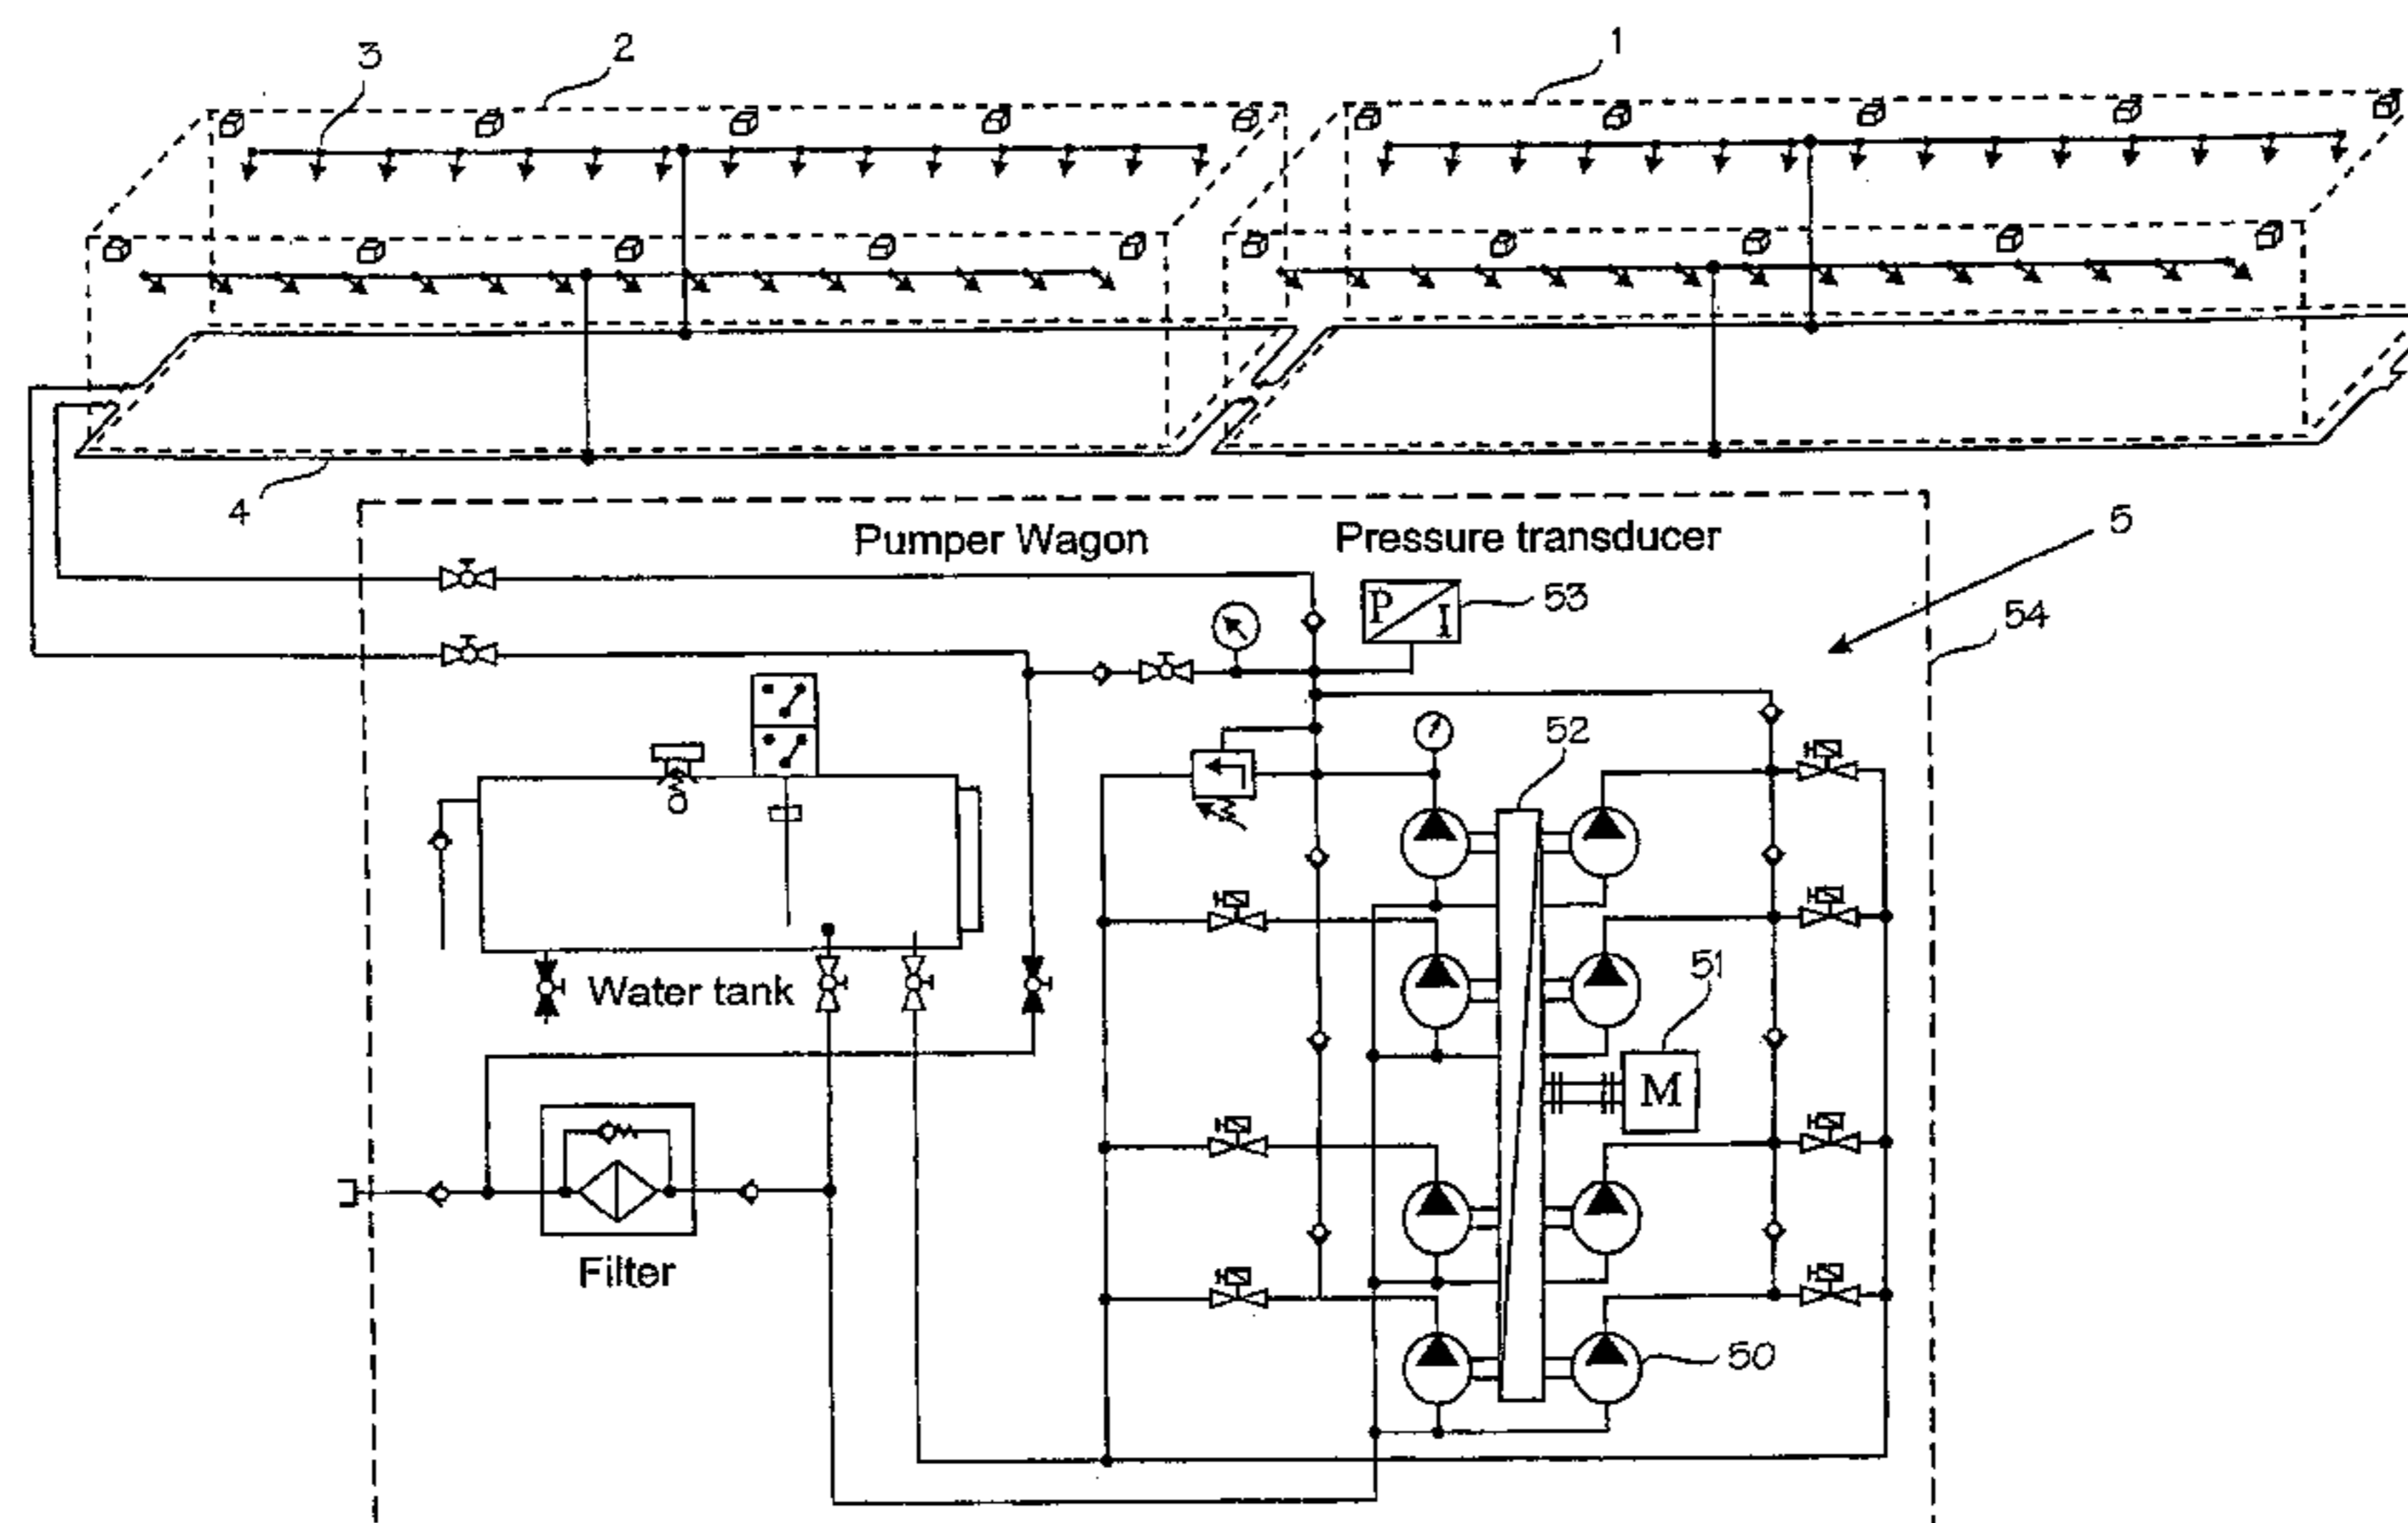 3
2
1
4
Pumper Wagon
Pressure transducer
5
P
I
53
54
52
51
Water tank
M
Filter
50